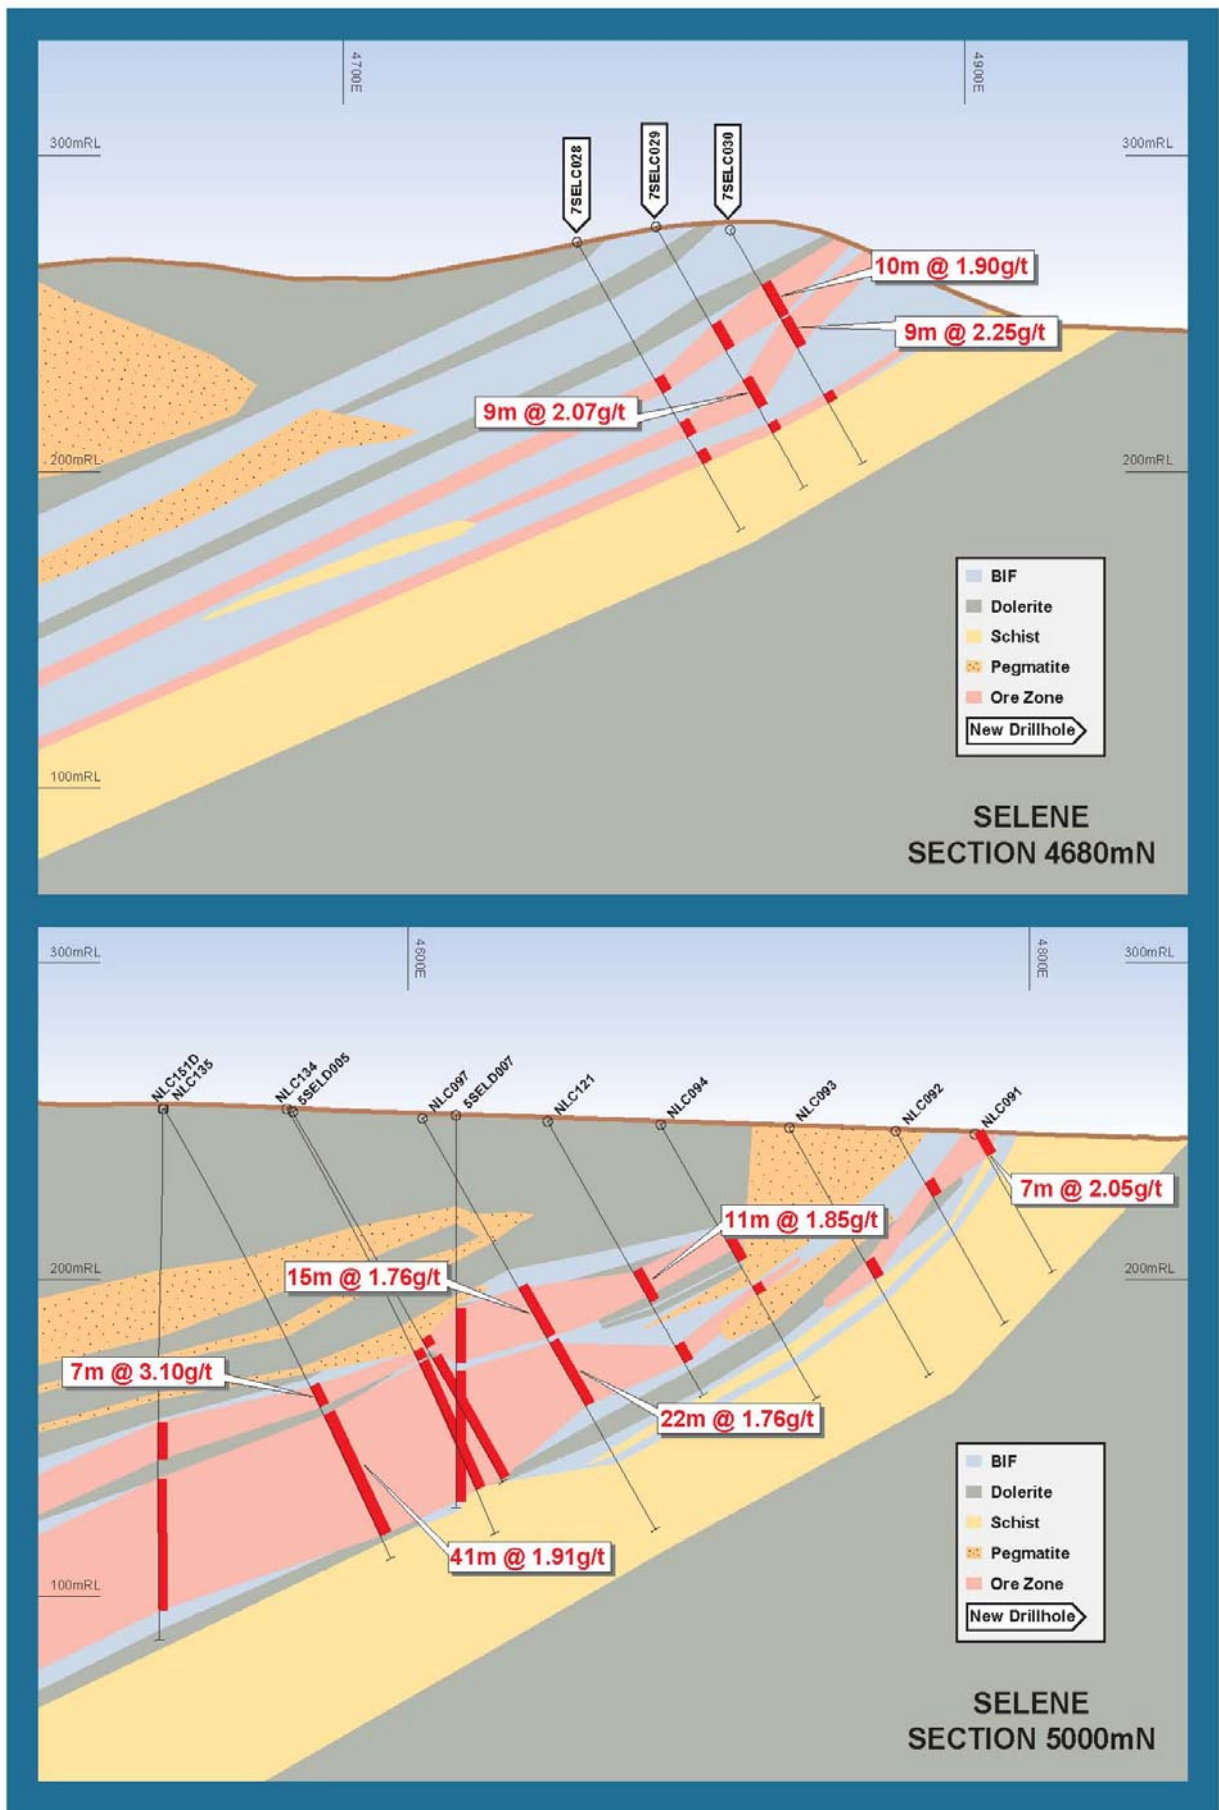 4700E
4900E
300mRL
300mRL
7SELC028
7SELC029
7SELC030
10m @ 1.90g/t
9m @ 2.25g/t
9m @ 2.07g/t
200mRL
200mRL
BIF
Dolerite
Schist
Pegmatite
Ore Zone
New Drillhole
100mRL
SELENE
SECTION 4680mN
300mRL
4600E
4800E
300mRL
NLC151D
NLC135
NLC134
5SELD005
NLC097
5SELD007
NLC121
NLC094
NLC093
NLC092
NLC091
7m @ 2.05g/t
11m @ 1.85g/t
15m @ 1.76g/t
200mRL
200mRL
7m @ 3.10g/t
22m @ 1.76g/t
41m @ 1.91g/t
100mRL
BIF
Dolerite
Schist
Pegmatite
Ore Zone
New Drillhole
SELENE
SECTION 5000mN